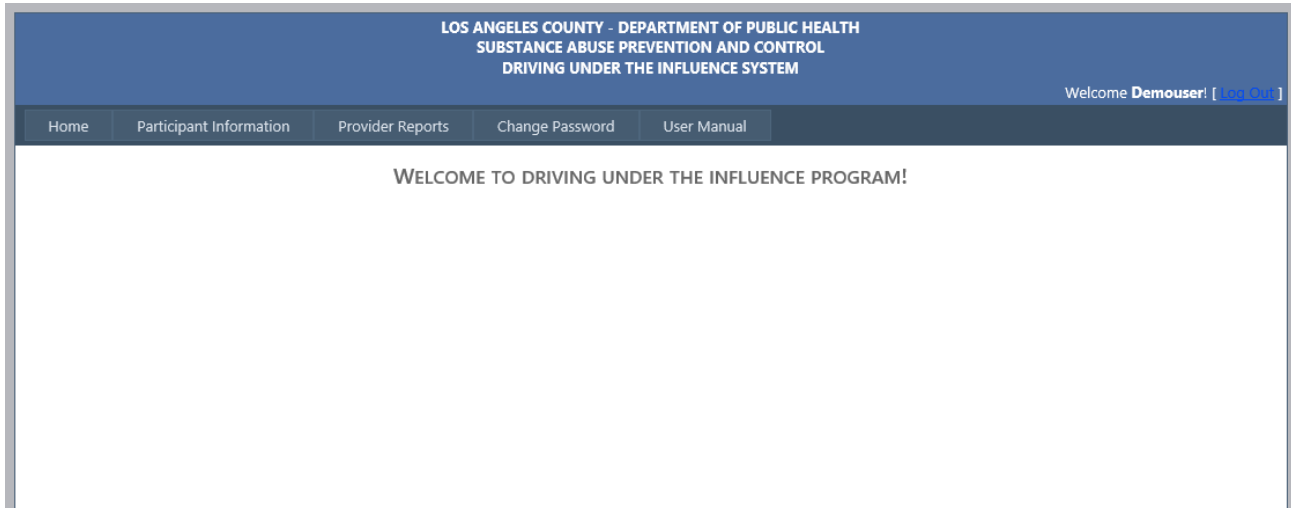 LOS ANGELES COUNTY - DEPARTMENT OF PUBLIC HEALTH
SUBSTANCE ABUSE PREVENTION AND CONTROL
DRIVING UNDER THE INFLUENCE SYSTEM
Welcome Demouser! [ Log Out ]
Home Participant Information Provider Reports Change Password User Manual
WELCOME TO DRIVING UNDER THE INFLUENCE PROGRAM!